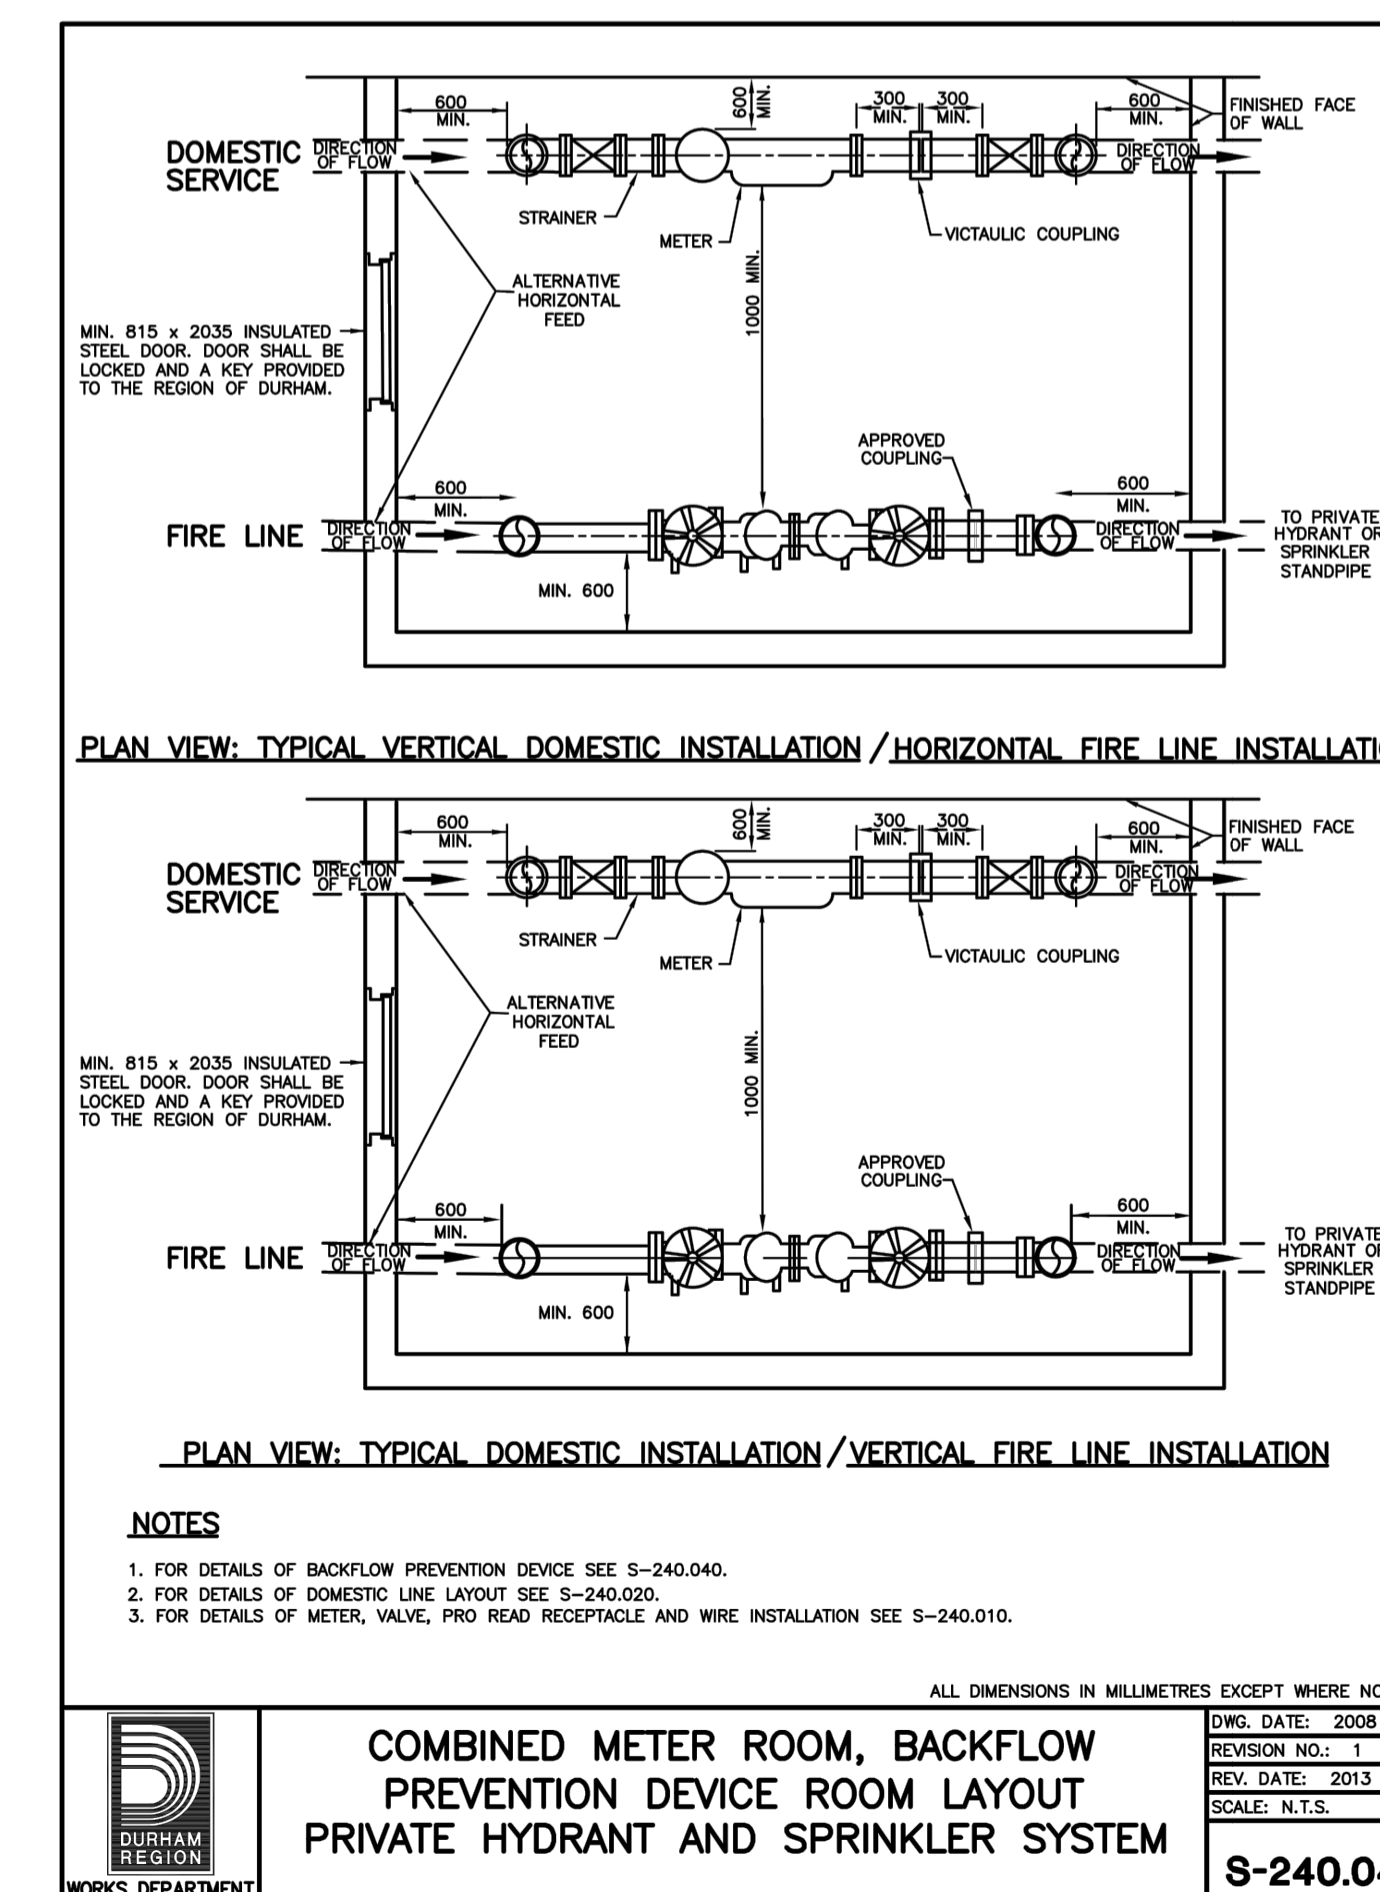 600
MIN.
600
MIN.
300
MIN.
300
MIN.
600
MIN.
FINISHED FACE
OF WALL
DOMESTIC
SERVICE
DIRECTION
OF FLOW
DIRECTION
OF FLOW
STRAINER
METER
VICTAULIC COUPLING
1000 MIN.
ALTERNATIVE
HORIZONTAL
FEED
MIN. 815 x 2035 INSULATED
STEEL DOOR. DOOR SHALL BE
LOCKED AND A KEY PROVIDED
TO THE REGION OF DURHAM.
APPROVED
COUPLING
600
MIN.
600
MIN.
FIRE LINE
DIRECTION
OF FLOW
DIRECTION
OF FLOW
TO PRIVATE
HYDRANT OR
SPRINKLER
STANDPIPE
MIN. 600
PLAN VIEW: TYPICAL VERTICAL DOMESTIC INSTALLATION / HORIZONTAL FIRE LINE
600
MIN.
600
MIN.
300
MIN.
300
MIN.
600
MIN.
FINISHED FACE
OF WALL
DOMESTIC
SERVICE
DIRECTION
OF FLOW
DIRECTION
OF FLOW
STRAINER
METER
VICTAULIC COUPLING
ALTERNATIVE
HORIZONTAL
FEED
1000 MIN.
MIN. 815 x 2035 INSULATED
STEEL DOOR. DOOR SHALL BE
LOCKED AND A KEY PROVIDED
TO THE REGION OF DURHAM.
APPROVED
COUPLING
600
MIN.
600
MIN.
FIRE LINE
DIRECTION
OF FLOW
DIRECTION
OF FLOW
TO PRIVATE
HYDRANT OR
SPRINKLER
STANDPIPE
MIN. 600
PLAN VIEW: TYPICAL DOMESTIC INSTALLATION / VERTICAL FIRE LINE INSTALLATION
NOTES
1. FOR DETAILS OF BACKFLOW PREVENTION DEVICE SEE S-240.040.
2. FOR DETAILS OF DOMESTIC LINE LAYOUT SEE S-240.020.
3. FOR DETAILS OF METER, VALVE, PRO READ RECEPTACLE AND WIRE INSTALLATION SEE S-240.010.
ALL DIMENSIONS IN MILLIMETRES EXCEPT WHERE
DURHAM
REGION
WORKS DEPARTMENT
COMBINED METER ROOM, BACKFLOW
PREVENTION DEVICE ROOM LAYOUT
PRIVATE HYDRANT AND SPRINKLER SYSTEM
DWG. DATE: 2008
REVISION NO.: 1
REV. DATE: 2013
SCALE: N.T.S.